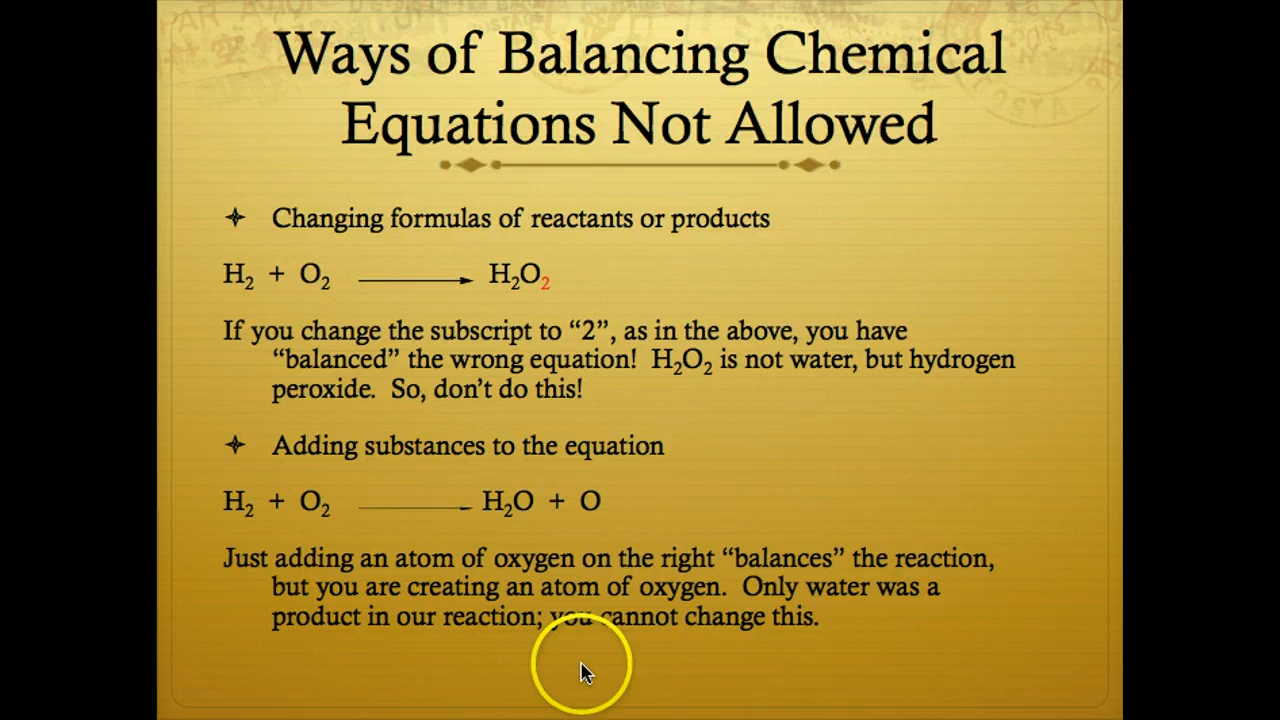 Ways of Balancing Chemical
Equations Not Allowed
Changing formulas of reactants or products
H₂ + O₂ → H₂O₂
If you change the subscript to “2”, as in the above, you have
“balanced” the wrong equation! H₂O₂ is not water, but hydrogen
peroxide. So, don’t do this!
Adding substances to the equation
H₂ + O₂ → H₂O + O
Just adding an atom of oxygen on the right “balances” the reaction,
but you are creating an atom of oxygen. Only water was a
product in our reaction; you cannot change this.